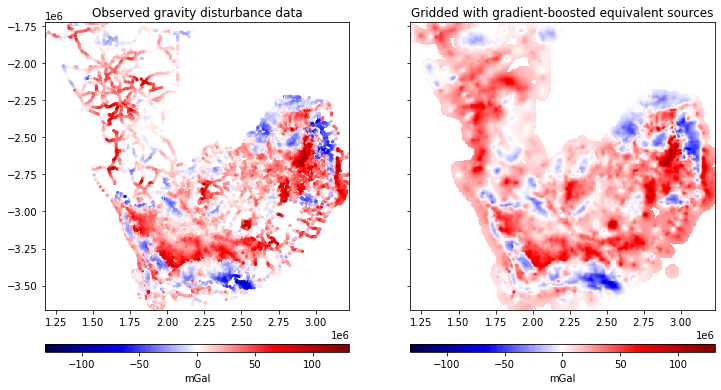 Observed gravity disturbance data
Gridded with gradient-boosted equivalent sources
1e6
−1.75
−2.00
−2.25
−2.50
−2.75
−3.00
−3.25
−3.50
1.25 1.50 1.75 2.00 2.25 2.50 2.75 3.00
1e6
1.25 1.50 1.75 2.00 2.25 2.50 2.75 3.00
1e6
−100 −50 0 50 100
mGal
−100 −50 0 50 100
mGal